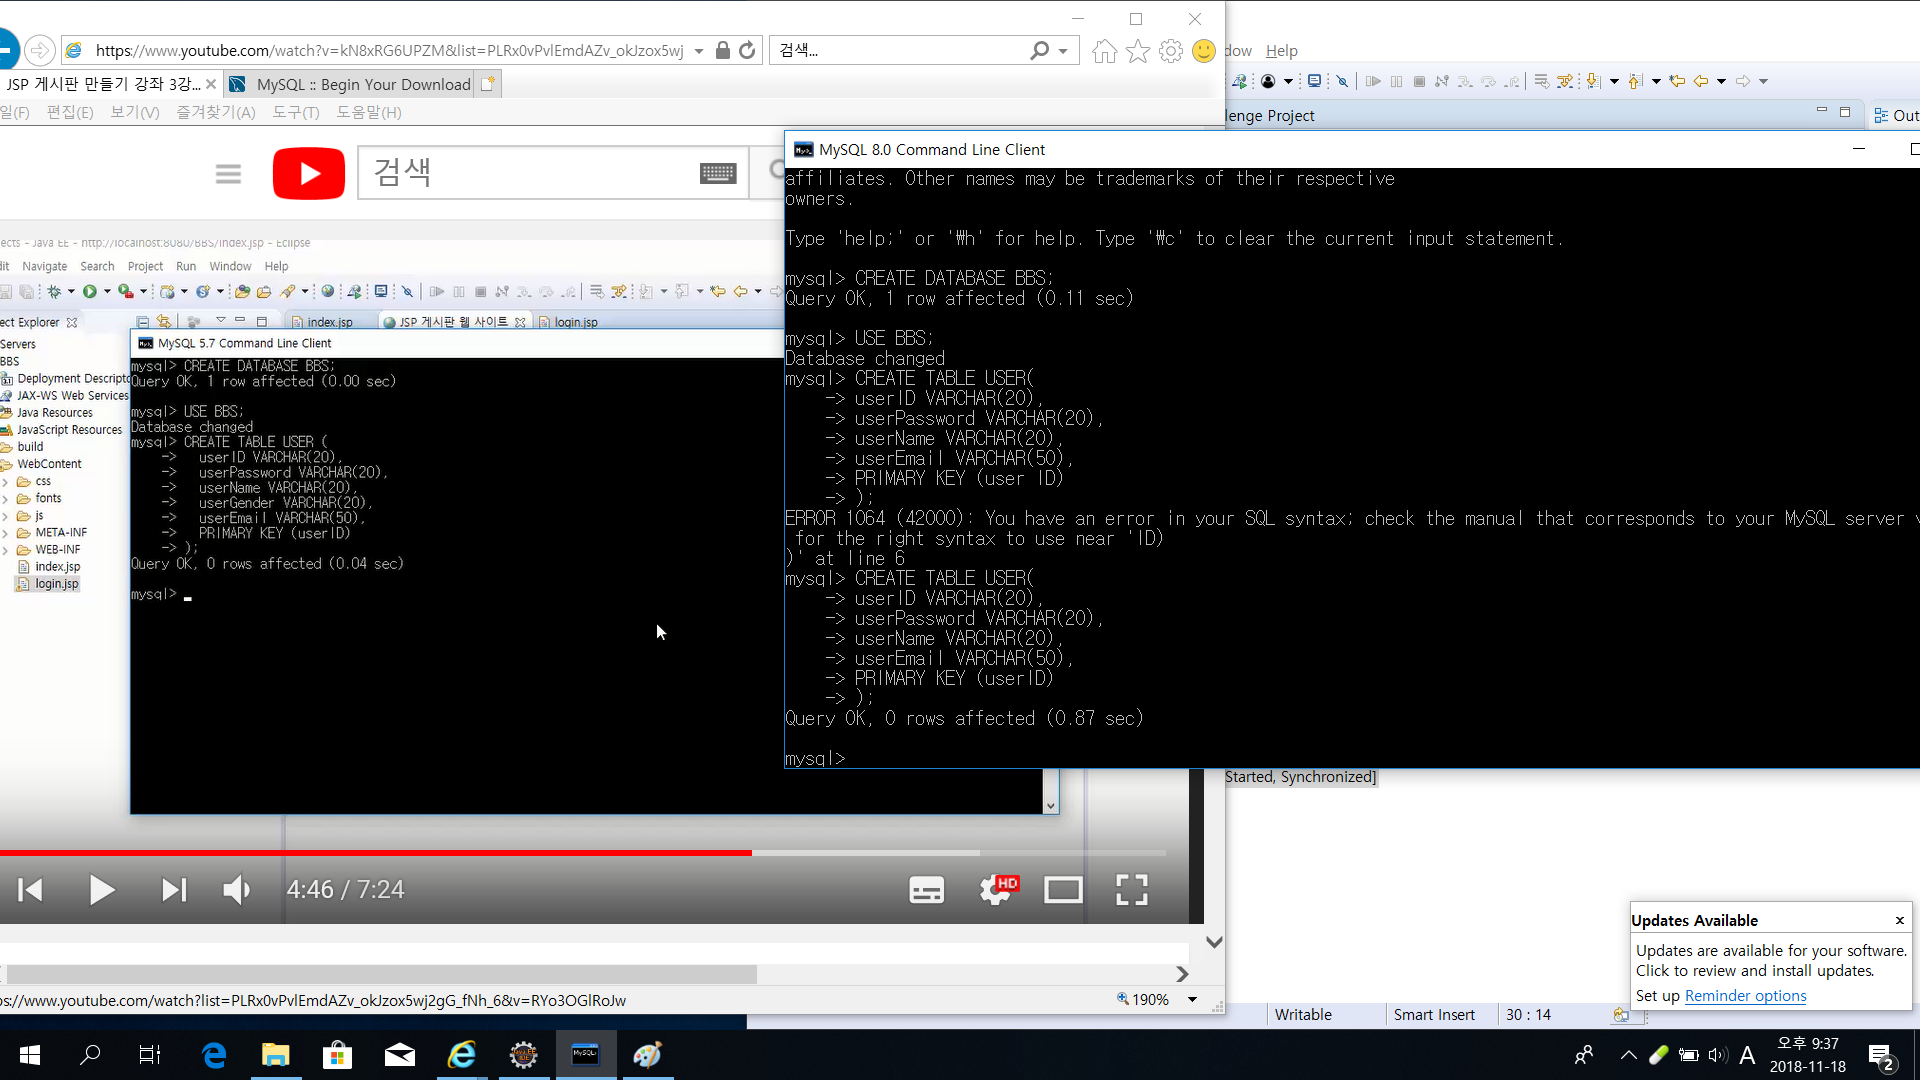 https://www.youtube.com/watch?v=kN8xRG6UPZM&list=PLRx0vPvlEmdAZv_okJzox5wj
검색...
JSP 게시판 만들기 강좌 3강...
MySQL :: Begin Your Download
일(F) 편집(E) 보기(V) 즐겨찾기(A) 도구(T) 도움말(H)
검색
dow Help
lenge Project
Out
ects - Java EE - http://localhost:8080/BBS/index.jsp - Eclipse
dit Navigate Search Project Run Window Help
ect Explorer
index.jsp
JSP 게시판 웹 사이트
login.jsp
Servers
BBS
Deployment Descripto
JAX-WS Web Services
Java Resources
JavaScript Resources
build
WebContent
css
fonts
js
META-INF
WEB-INF
index.jsp
login.jsp
MySQL 5.7 Command Line Client
mysql> CREATE DATABASE BBS;
Query OK, 1 row affected (0.00 sec)
mysql> USE BBS;
Database changed
mysql> CREATE TABLE USER (
-> userID VARCHAR(20),
-> userPassword VARCHAR(20),
-> userName VARCHAR(20),
-> userGender VARCHAR(20),
-> userEmail VARCHAR(50),
-> PRIMARY KEY (userID)
-> );
Query OK, 0 rows affected (0.04 sec)
mysql>
MySQL 8.0 Command Line Client
affiliates. Other names may be trademarks of their respective
owners.
Type 'help;' or '₩h' for help. Type '₩c' to clear the current input statement.
mysql> CREATE DATABASE BBS;
Query OK, 1 row affected (0.11 sec)
mysql> USE BBS;
Database changed
mysql> CREATE TABLE USER(
-> userID VARCHAR(20),
-> userPassword VARCHAR(20),
-> userName VARCHAR(20),
-> userEmail VARCHAR(50),
-> PRIMARY KEY (user ID)
-> );
ERROR 1064 (42000): You have an error in your SQL syntax; check the manual that corresponds to your MySQL server v
for the right syntax to use near 'ID)
)' at line 6
mysql> CREATE TABLE USER(
-> userID VARCHAR(20),
-> userPassword VARCHAR(20),
-> userName VARCHAR(20),
-> userEmail VARCHAR(50),
-> PRIMARY KEY (userID)
-> );
Query OK, 0 rows affected (0.87 sec)
mysql>
Started, Synchronized]
4:46 / 7:24
HD
ps://www.youtube.com/watch?list=PLRx0vPvlEmdAZv_okJzox5wj2gG_fNh_6&v=RYo3OGlRoJw
190%
Updates Available
Updates are available for your software.
Click to review and install updates.
Set up Reminder options
Writable
Smart Insert
30 : 14
A
오후 9:37
2018-11-18
2